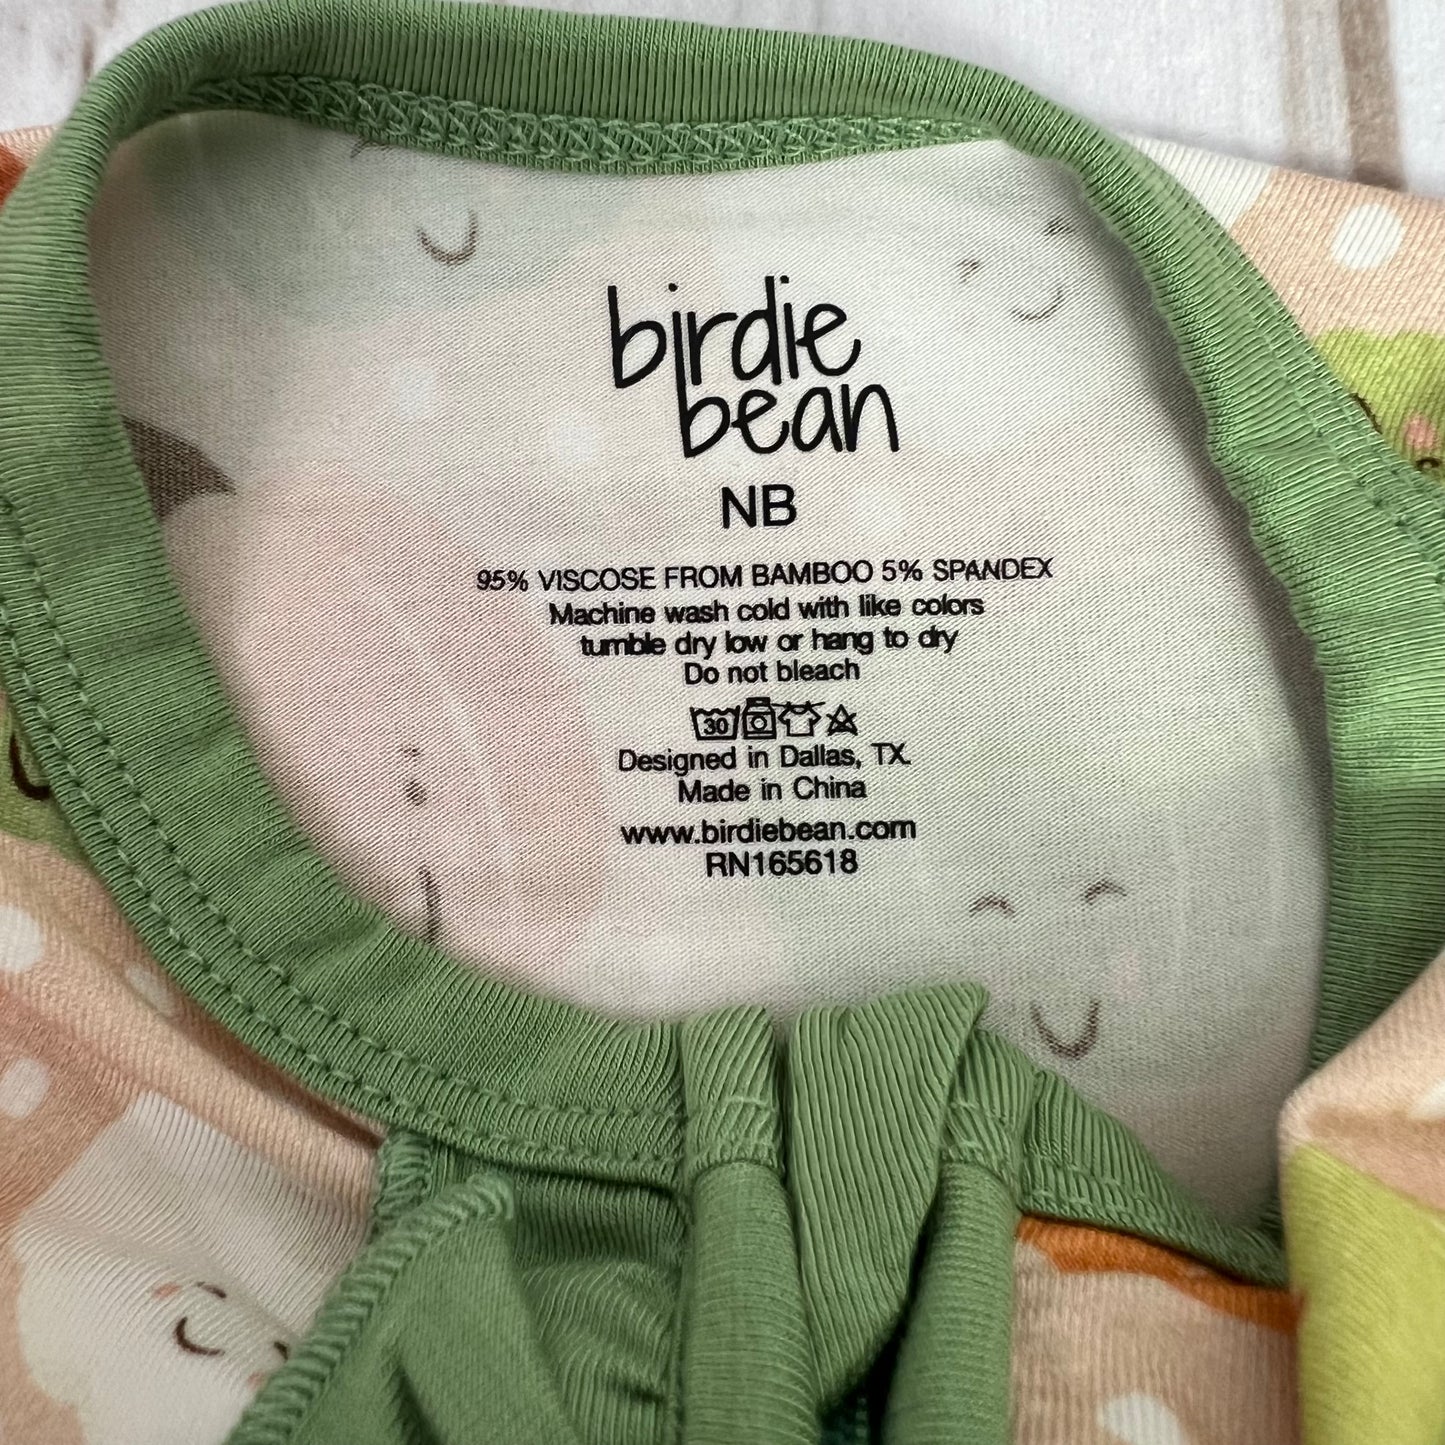 birdie
bean
NB
95% VISCOSE FROM BAMBOO 5% SPANDEX
Machine wash cold with like colors
tumble dry low or hang to dry
Do not bleach
30
Designed in Dallas, TX.
Made in China
www.birdiebean.com
RN165618